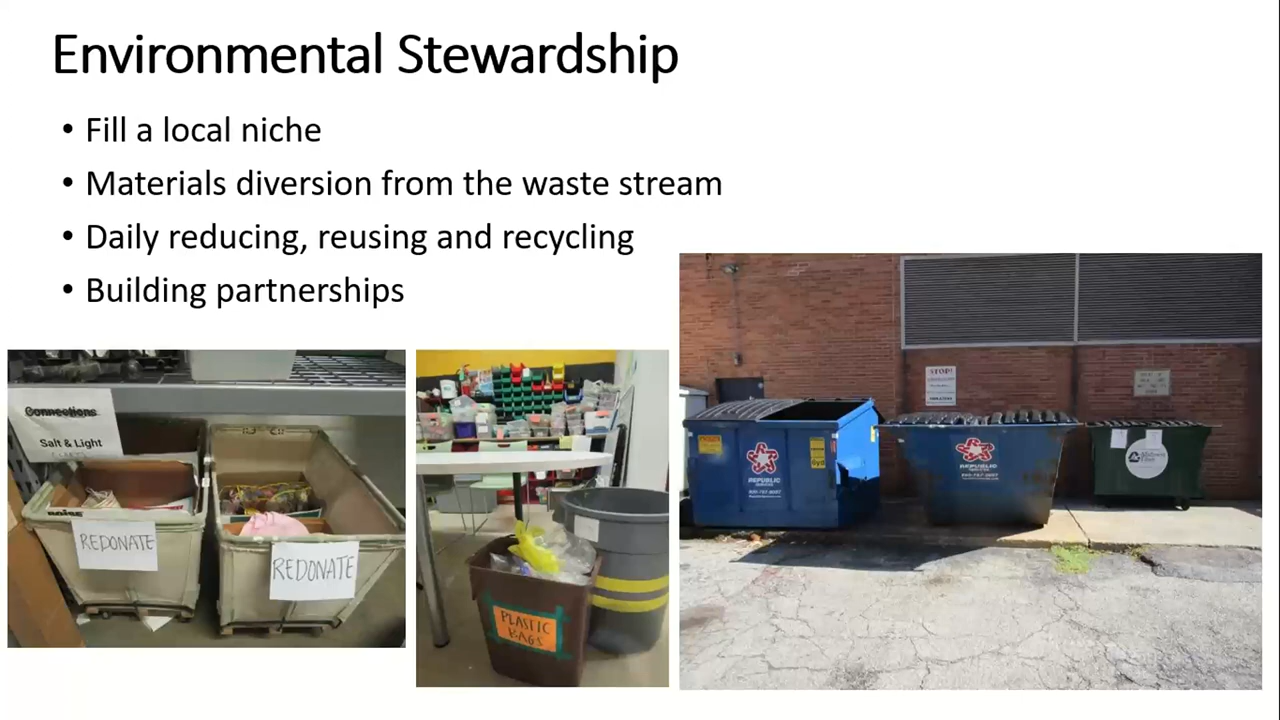 Environmental Stewardship
• Fill a local niche
• Materials diversion from the waste stream
• Daily reducing, reusing and recycling
• Building partnerships
Connections
Salt & Light
REDONATE
REDONATE
PLASTIC
BAGS
STOP!
REPUBLIC
REPUBLIC